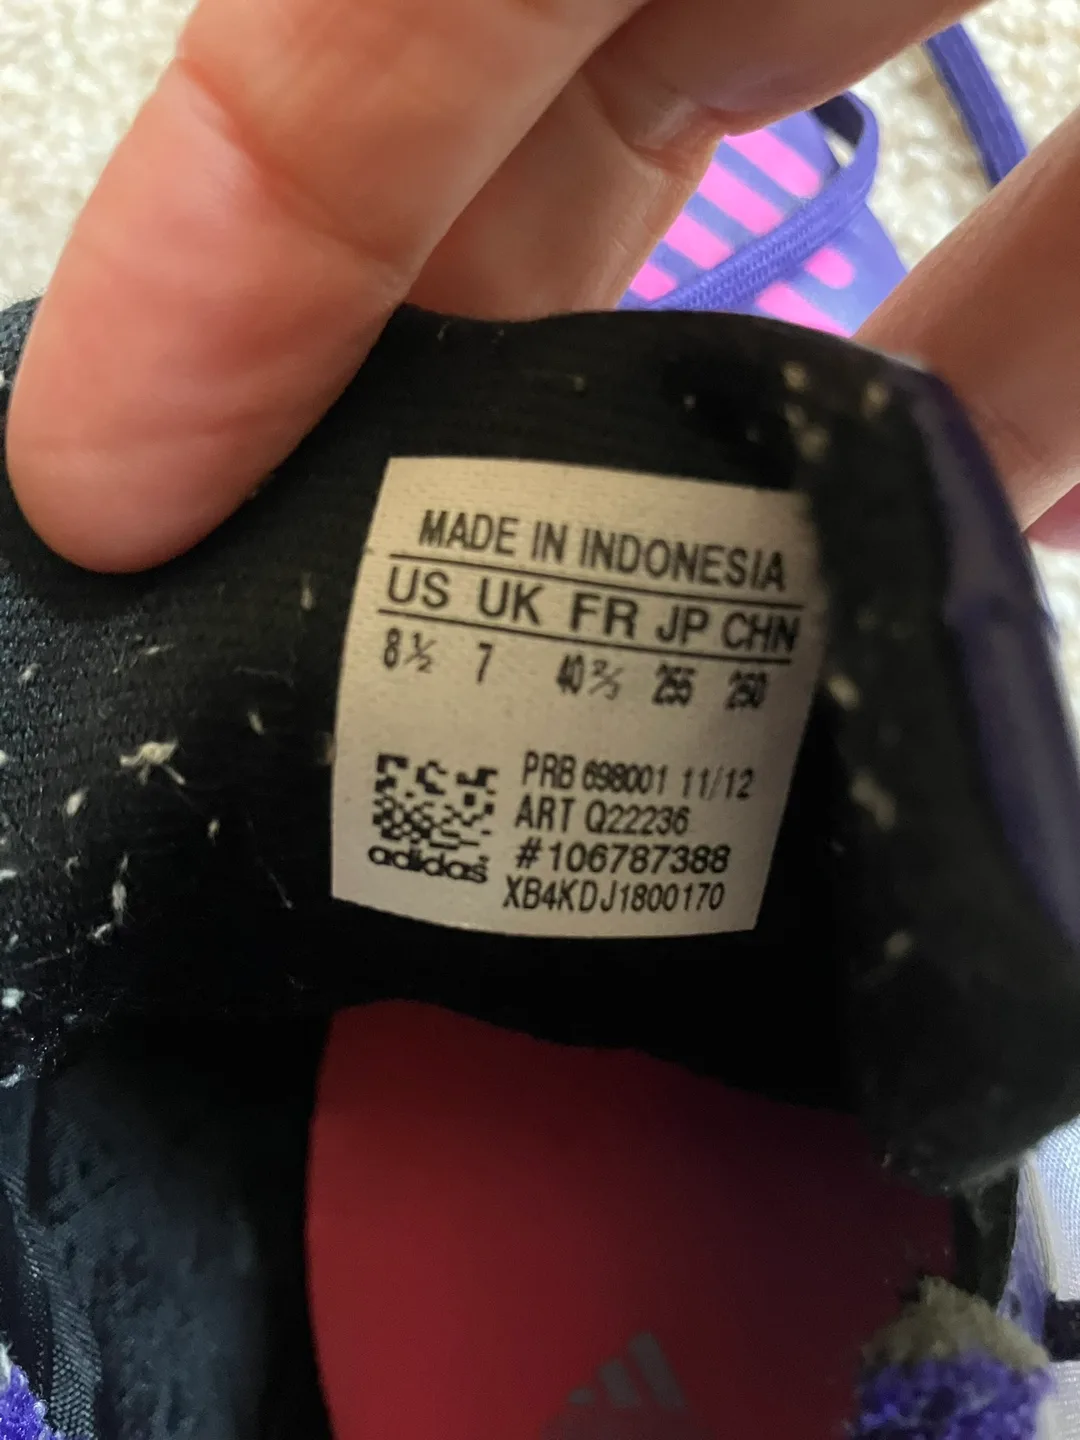 MADE IN INDONESIA
US UK FR JP CHN
8½ 7 40⅔ 255 250
PRB 698001 11/12
ART Q22236
adidas #106787388
XB4KDJ1800170